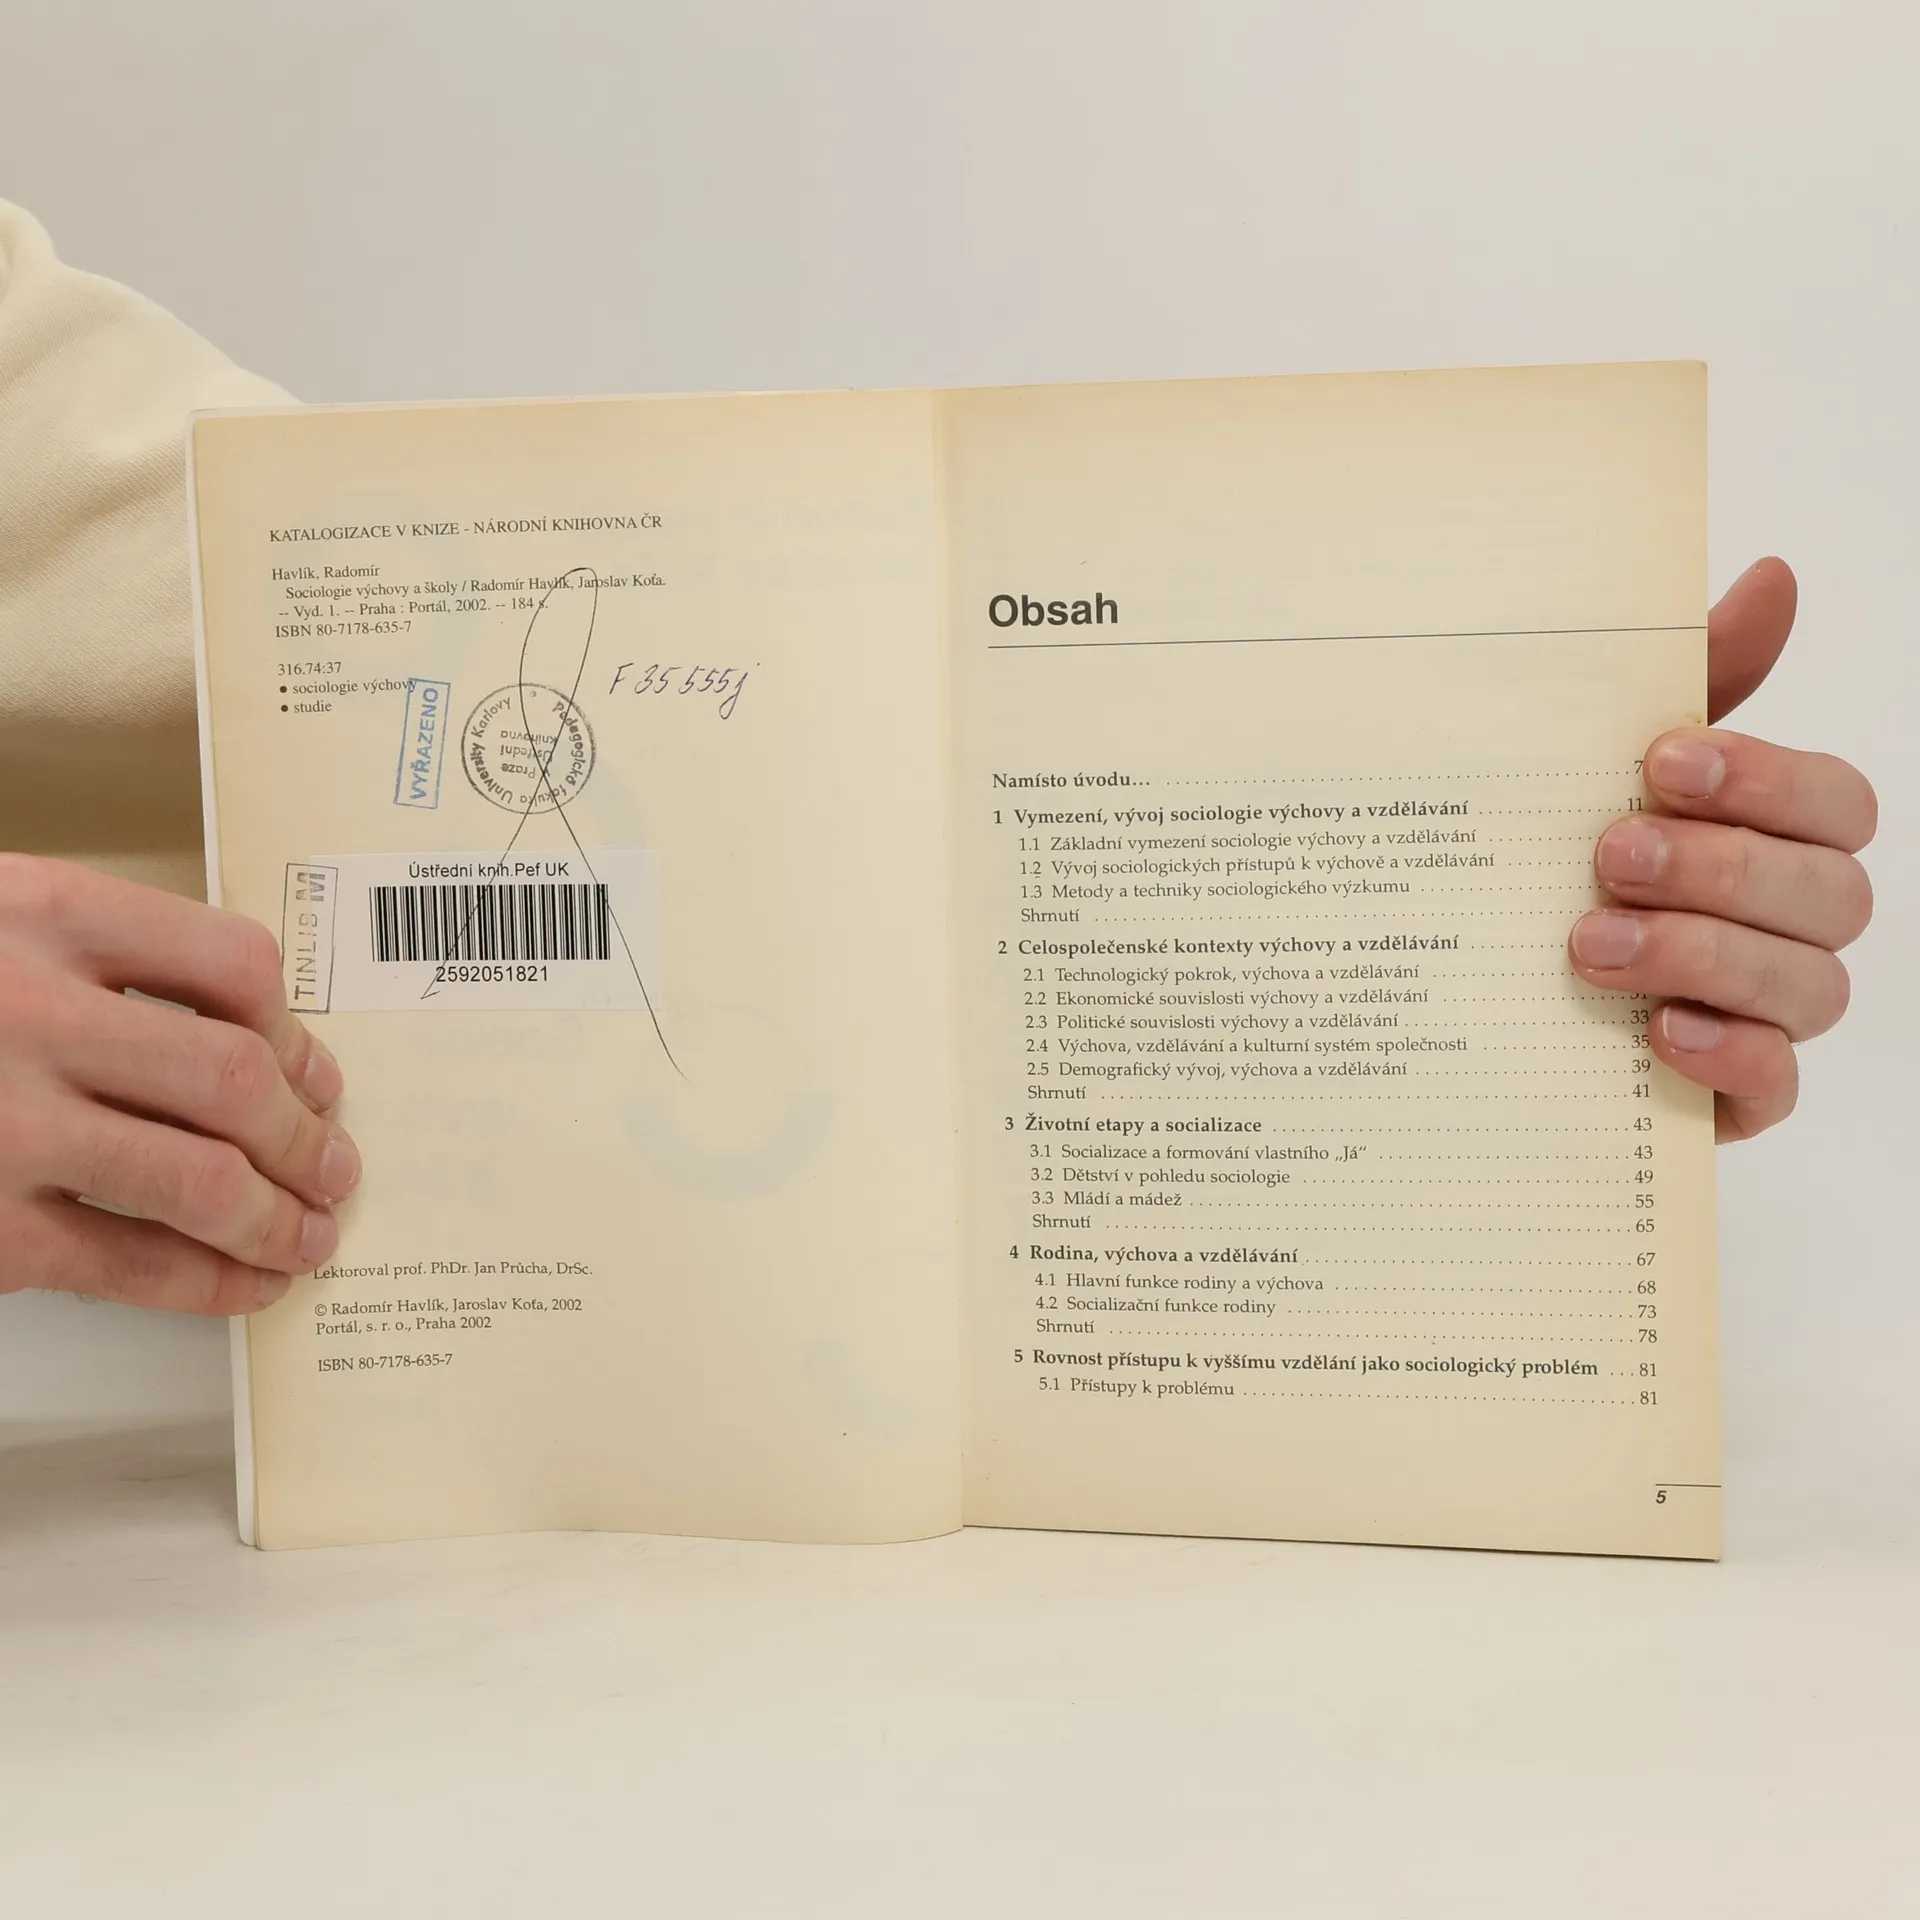 KATALOGIZACE V KNIZE - NÁRODNÍ KNIHOVNA ČR
Havlík, Radomír
Sociologie výchovy a školy / Radomír Havlík, Jaroslav Koťa.
-- Vyd. 1. -- Praha : Portál, 2002. -- 184 s.
ISBN 80-7178-635-7
316.74:37
• sociologie výchovy
• studie
VYŘAZENO
Pedagogická fakulta University Karlovy
v Praze
Ústřední
knihovna
F 35 555j
TINLIB M
Ústřední knih.Pef UK
2592051821
Lektoroval prof. PhDr. Jan Průcha, DrSc.
© Radomír Havlík, Jaroslav Koťa, 2002
Portál, s. r. o., Praha 2002
ISBN 80-7178-635-7
Obsah
Namísto úvodu... 7
1 Vymezení, vývoj sociologie výchovy a vzdělávání 11
1.1 Základní vymezení sociologie výchovy a vzdělávání
1.2 Vývoj sociologických přístupů k výchově a vzdělávání
1.3 Metody a techniky sociologického výzkumu
Shrnutí
2 Celospolečenské kontexty výchovy a vzdělávání
2.1 Technologický pokrok, výchova a vzdělávání
2.2 Ekonomické souvislosti výchovy a vzdělávání 31
2.3 Politické souvislosti výchovy a vzdělávání 33
2.4 Výchova, vzdělávání a kulturní systém společnosti 35
2.5 Demografický vývoj, výchova a vzdělávání 39
Shrnutí 41
3 Životní etapy a socializace 43
3.1 Socializace a formování vlastního „Já“ 43
3.2 Dětství v pohledu sociologie 49
3.3 Mládí a mádež 55
Shrnutí 65
4 Rodina, výchova a vzdělávání 67
4.1 Hlavní funkce rodiny a výchova 68
4.2 Socializační funkce rodiny 73
Shrnutí 78
5 Rovnost přístupu k vyššímu vzdělání jako sociologický problém 81
5.1 Přístupy k problému 81
5